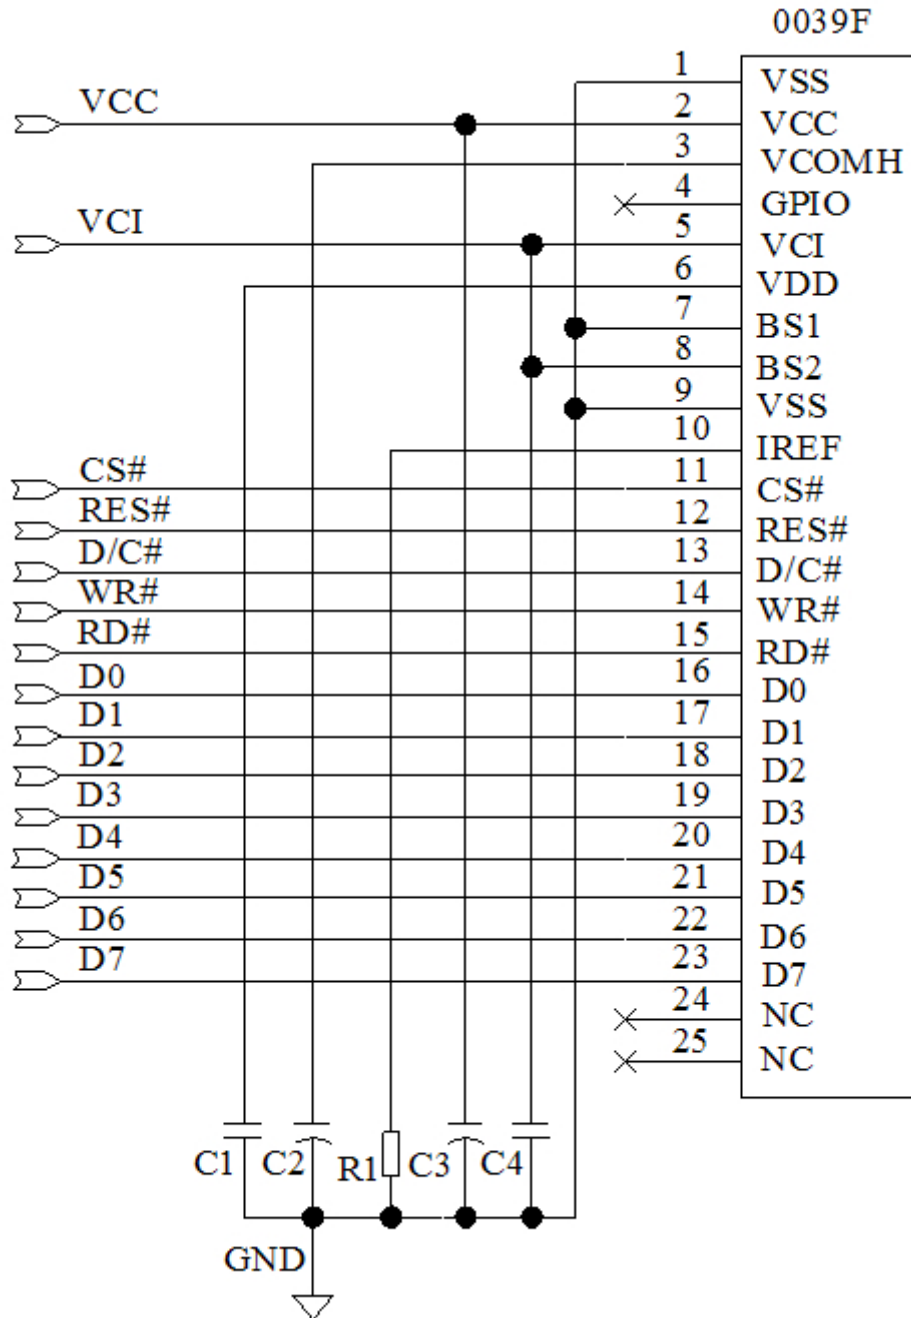 0039F
1 VSS
VCC 2 VCC
3 VCOMH
4 GPIO
VCI 5 VCI
6 VDD
7 BS1
8 BS2
9 VSS
10 IREF
CS# 11 CS#
RES# 12 RES#
D/C# 13 D/C#
WR# 14 WR#
RD# 15 RD#
D0 16 D0
D1 17 D1
D2 18 D2
D3 19 D3
D4 20 D4
D5 21 D5
D6 22 D6
D7 23 D7
24 NC
25 NC
C1 C2 R1 C3 C4
GND